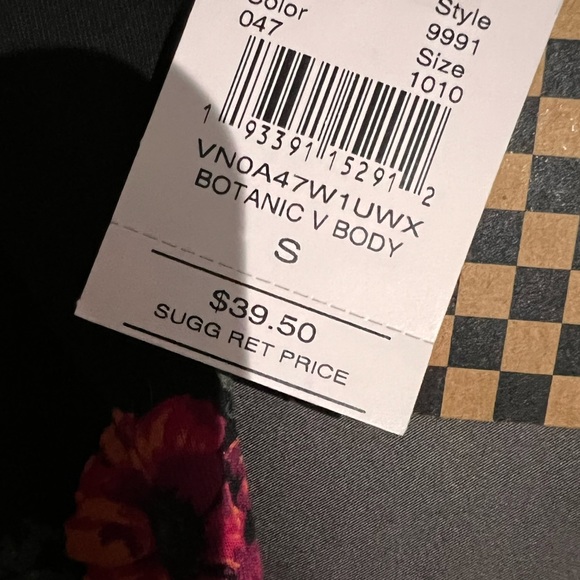 Color
047
Style
9991
Size
1010
1 93391 15291 2
VN0A47W1UWX
BOTANIC V BODY
S
$39.50
SUGG RET PRICE